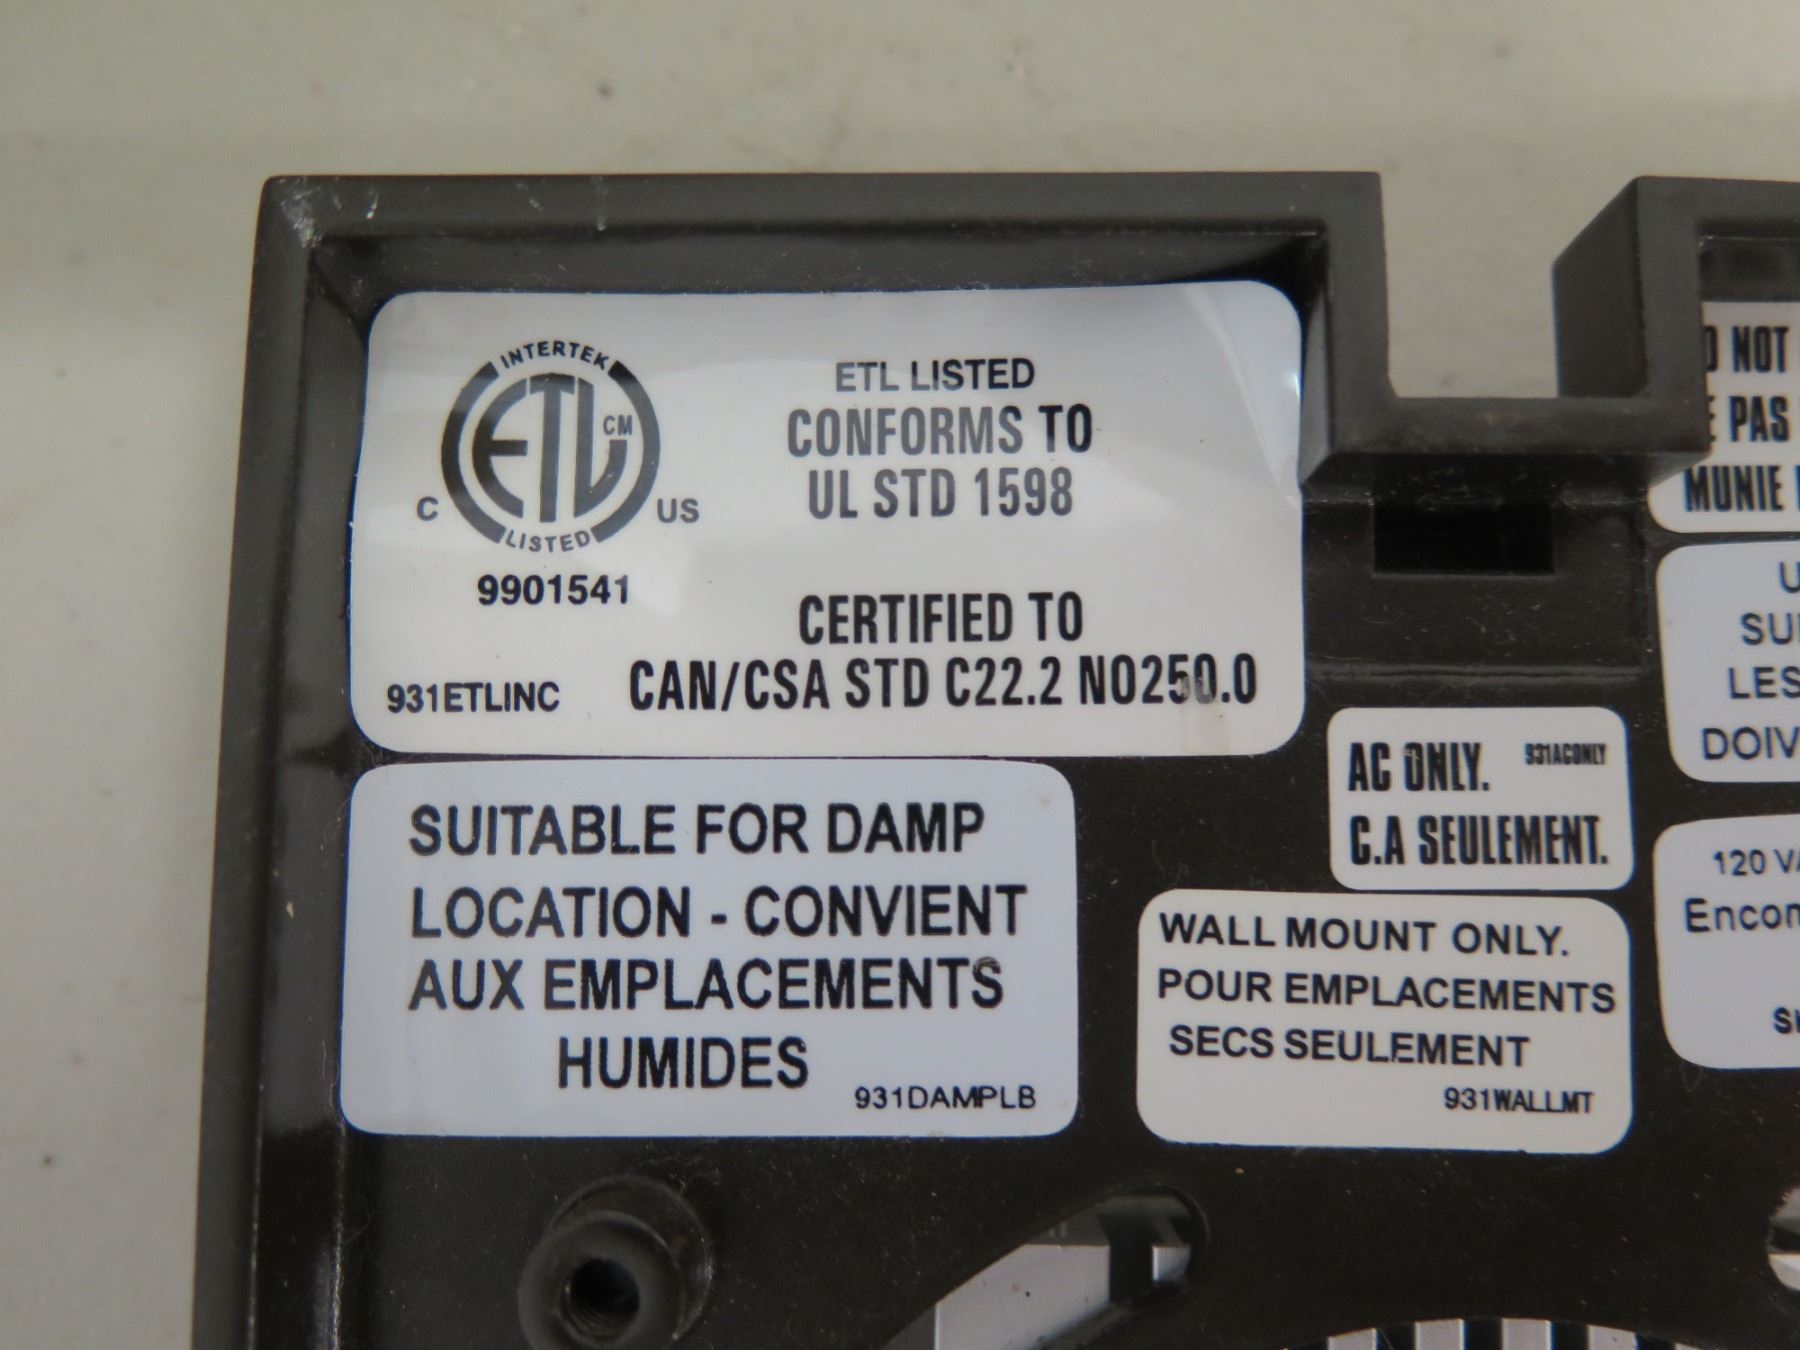 INTERTEK
ETL CM
C US
LISTED
9901541
931ETLINC
ETL LISTED
CONFORMS TO
UL STD 1598
CERTIFIED TO
CAN/CSA STD C22.2 NO250.0
SUITABLE FOR DAMP
LOCATION - CONVIENT
AUX EMPLACEMENTS
HUMIDES
931DAMPLB
AC ONLY. 931ACONLY
C.A SEULEMENT.
WALL MOUNT ONLY.
POUR EMPLACEMENTS
SECS SEULEMENT
931WALLMT
NOT
PAS
MUNIE
LES
120